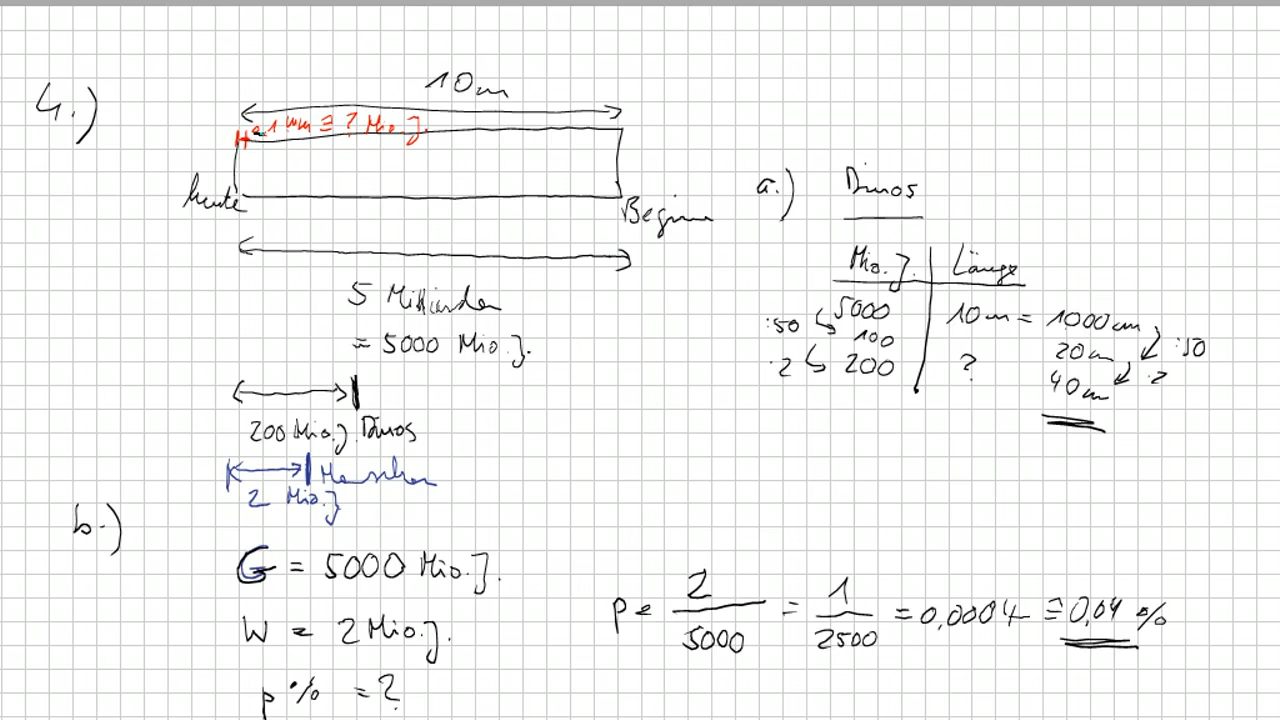 4.)
10m
1 mm ≙ ? Mio. J.
heute
Beginn
5 Milliarden
= 5000 Mio. J.
200 Mio. J. Dinos
Menschen
2 Mio. J
a.) Dinos
Mio. J. Länge
5000 10m = 1000cm
:50 100 20cm :50
·2 200 ? 40cm ·2
b.)
G = 5000 Mio. J.
W = 2 Mio. J.
p% = ?
p = 2/5000 = 1/2500 = 0,0004 ≙ 0,04 %